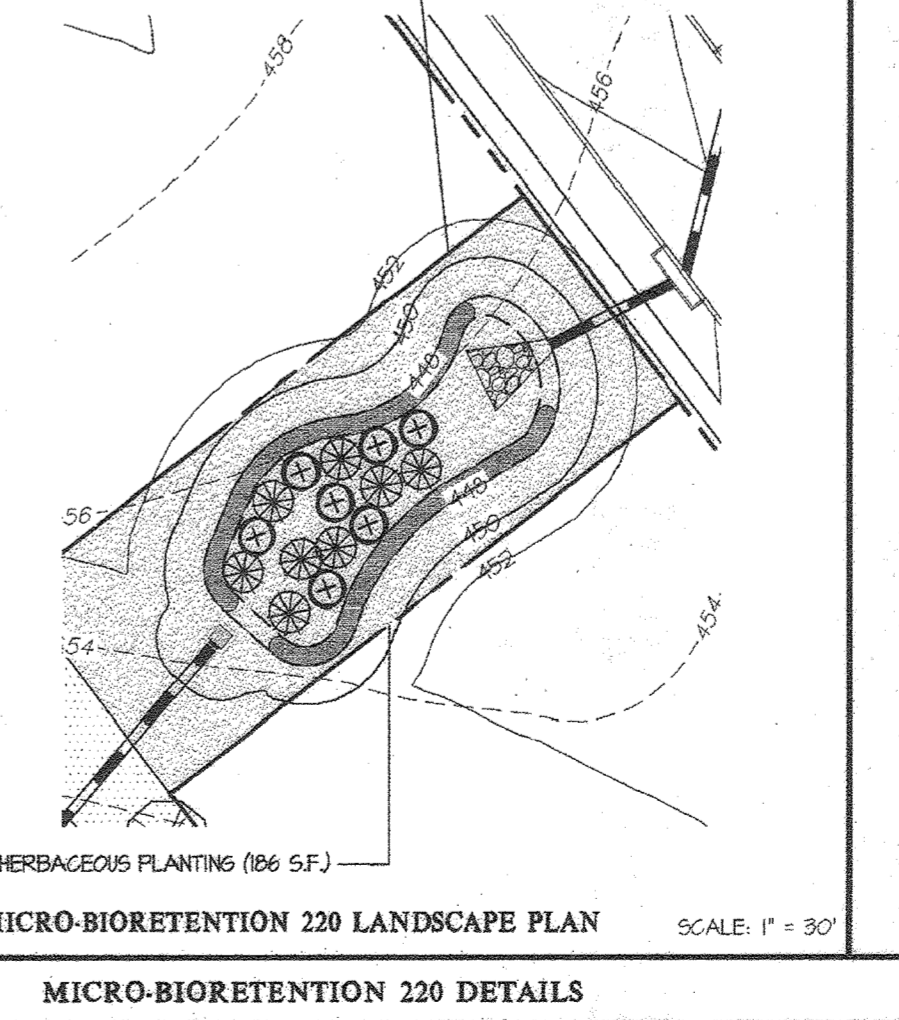 458
456
452
450
448
56
448
450
452
454
54
HERBACEOUS PLANTING (186 S.F.)
ICRO-BIORETENTION 220 LANDSCAPE PLAN
SCALE: 1" = 30'
MICRO-BIORETENTION 220 DETAILS